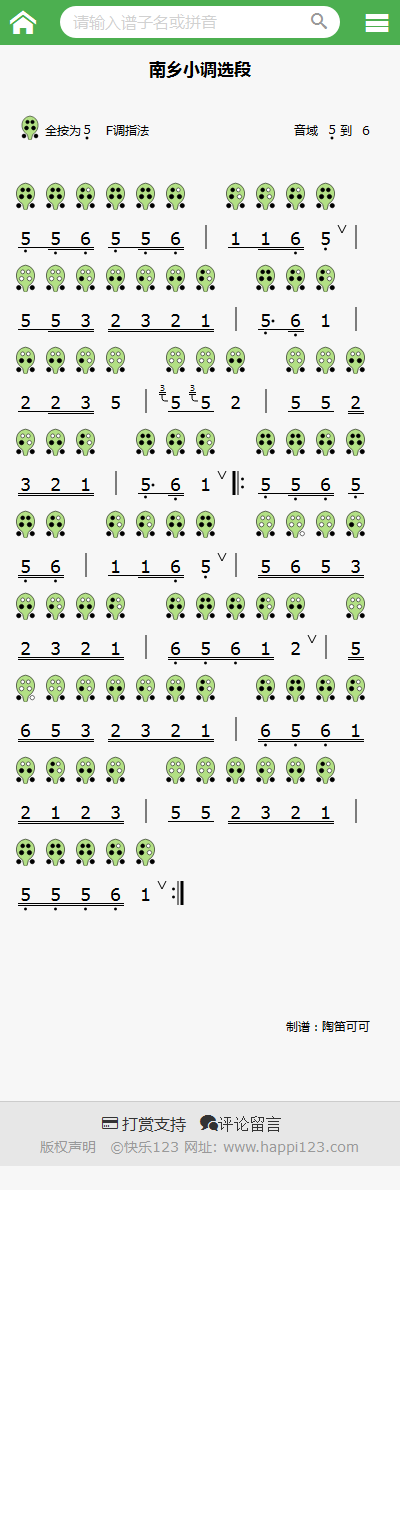 请输入谱子名或拼音
南乡小调选段
全按为5̣ F调指法 音域 5̣ 到 6
5̣ 5̣ 6̣ 5̣ 5̣ 6̣ | 1 1 6̣ 5̣ ∨ |
5 5 3 2 3 2 1 | 5̣· 6̣ 1 |
2 2 3 5 | 3 5 3 5 2 | 5 5 2
3 2 1 | 5̣· 6̣ 1 ∨ ‖: 5̣ 5̣ 6̣ 5̣
5̣ 6̣ | 1 1 6̣ 5̣ ∨ | 5 6 5 3
2 3 2 1 | 6̣ 5̣ 6̣ 1 2 ∨ | 5
6 5 3 2 3 2 1 | 6̣ 5̣ 6̣ 1
2 1 2 3 | 5 5 2 3 2 1 |
5̣ 5̣ 5̣ 6̣ 1 ∨ :‖
制谱：陶笛可可
打赏支持 评论留言
版权声明 ©快乐123 网址: www.happi123.com